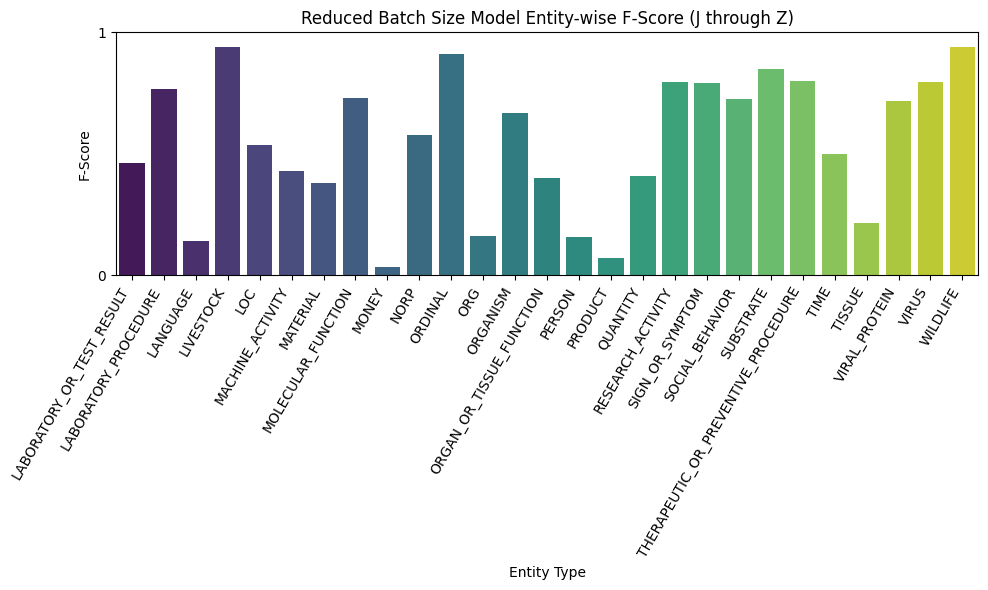 Reduced Batch Size Model Entity-wise F-Score (J through Z)
1
0
F-Score
LABORATORY_OR_TEST_RESULT
LABORATORY_PROCEDURE
LANGUAGE
LIVESTOCK
LOC
MACHINE_ACTIVITY
MATERIAL
MOLECULAR_FUNCTION
MONEY
NORP
ORDINAL
ORG
ORGANISM
ORGAN_OR_TISSUE_FUNCTION
PERSON
PRODUCT
QUANTITY
RESEARCH_ACTIVITY
SIGN_OR_SYMPTOM
SOCIAL_BEHAVIOR
SUBSTRATE
THERAPEUTIC_OR_PREVENTIVE_PROCEDURE
TIME
TISSUE
VIRAL_PROTEIN
VIRUS
WILDLIFE
Entity Type